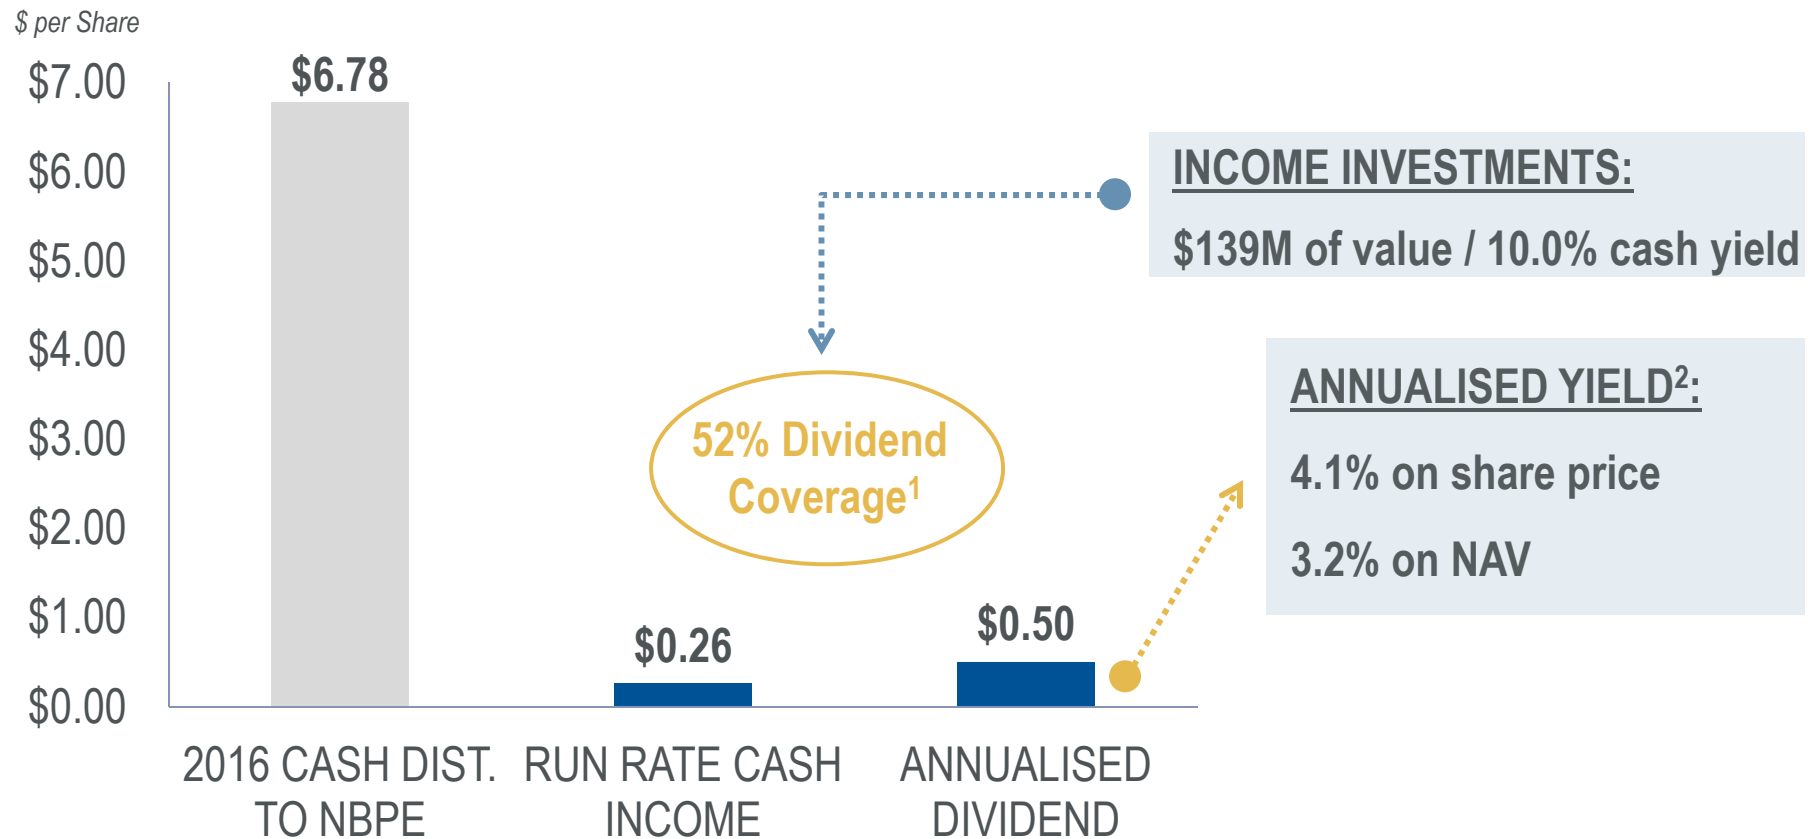 $ per Share
$7.00
$6.00
$5.00
$4.00
$3.00
$2.00
$1.00
$0.00
$6.78
$0.26
$0.50
2016 CASH DIST.
TO NBPE
RUN RATE CASH
INCOME
ANNUALISED
DIVIDEND
52% Dividend
Coverage¹
INCOME INVESTMENTS:
$139M of value / 10.0% cash yield
ANNUALISED YIELD²:
4.1% on share price
3.2% on NAV